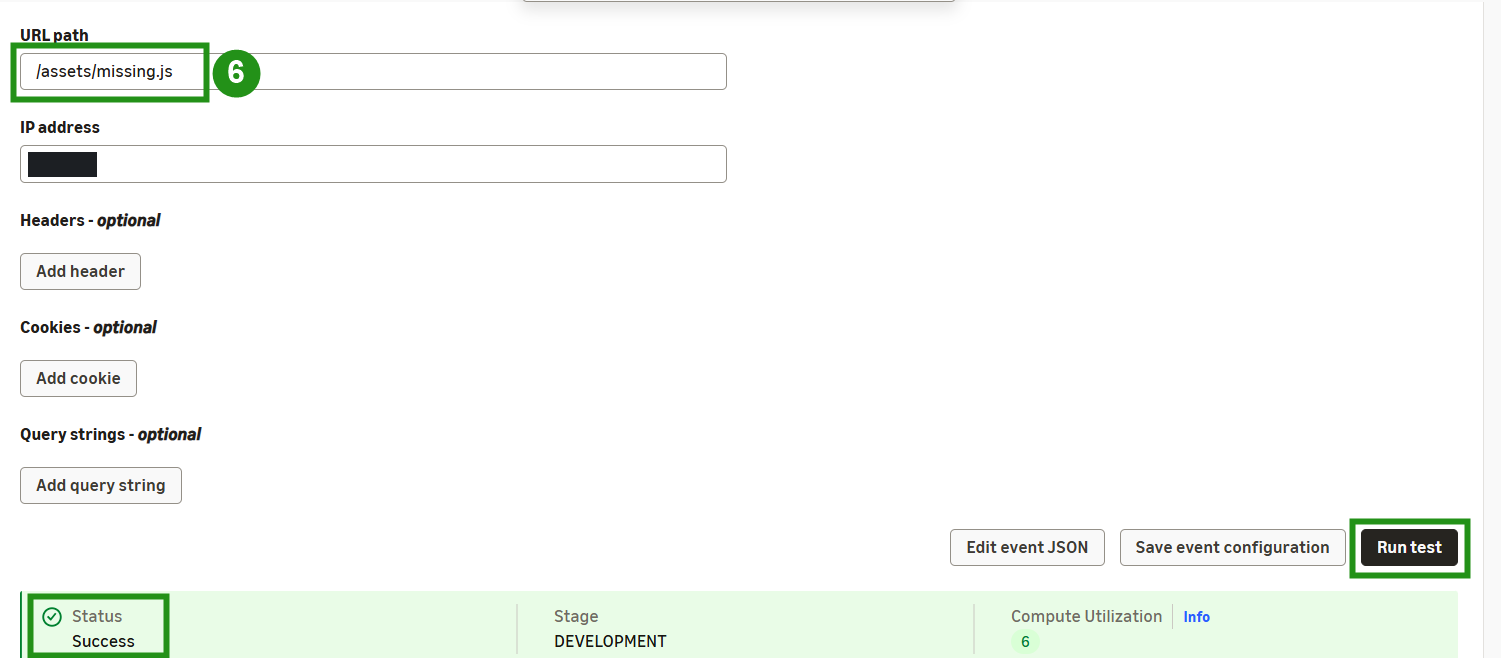 URL path
/assets/missing.js
6
IP address
Headers - optional
Add header
Cookies - optional
Add cookie
Query strings - optional
Add query string
Edit event JSON Save event configuration Run test
Status Stage Compute Utilization Info
Success DEVELOPMENT 6